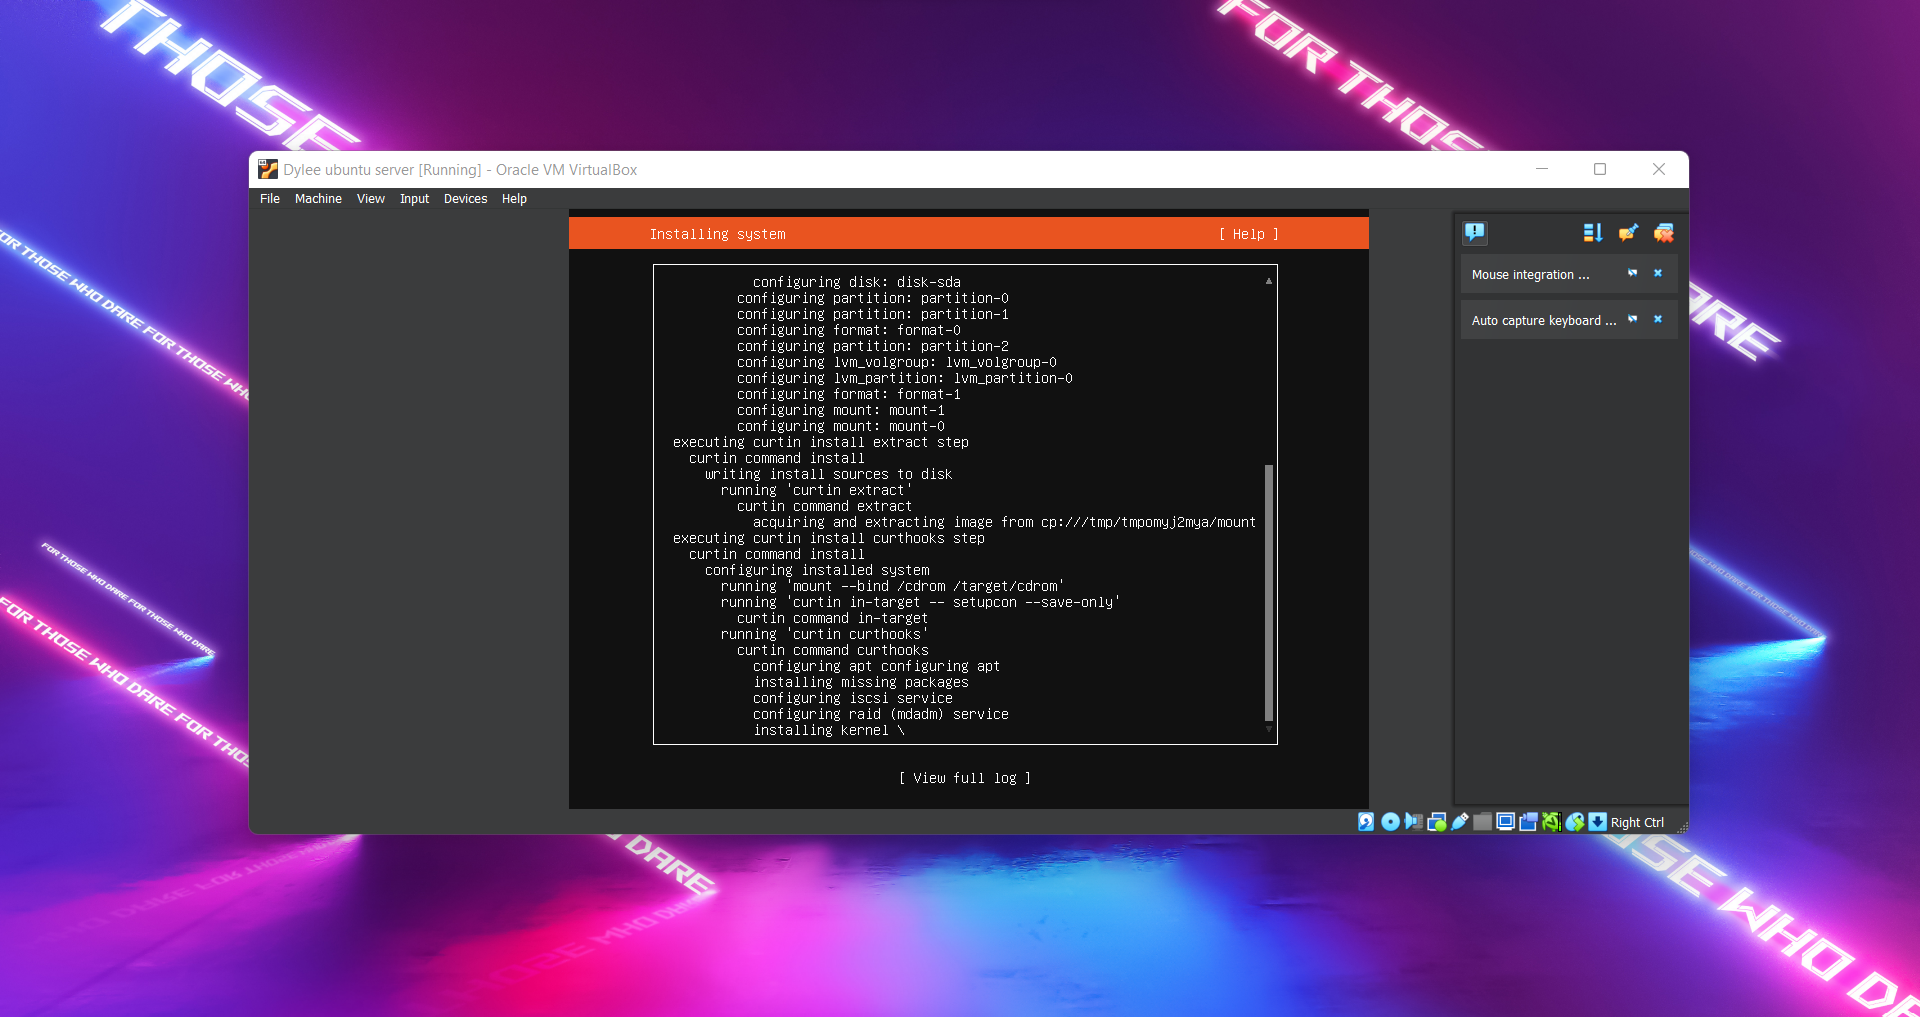 THOSE
FOR THOSE
Dylee ubuntu server [Running] - Oracle VM VirtualBox
File Machine View Input Devices Help
Installing system [ Help ]
configuring disk: disk-sda
configuring partition: partition-0
configuring partition: partition-1
configuring format: format-0
configuring partition: partition-2
configuring lvm_volgroup: lvm_volgroup-0
configuring lvm_partition: lvm_partition-0
configuring format: format-1
configuring mount: mount-1
configuring mount: mount-0
executing curtin install extract step
curtin command install
writing install sources to disk
running 'curtin extract'
curtin command extract
acquiring and extracting image from cp:///tmp/tmpomyj2mya/mount
executing curtin install curthooks step
curtin command install
configuring installed system
running 'mount --bind /cdrom /target/cdrom'
running 'curtin in-target -- setupcon --save-only'
curtin command in-target
running 'curtin curthooks'
curtin command curthooks
configuring apt configuring apt
installing missing packages
configuring iscsi service
configuring raid (mdadm) service
installing kernel \
[ View full log ]
Mouse integration ...
Auto capture keyboard ...
Right Ctrl
FOR THOSE WHO DARE FOR THOSE WHO
FOR THOSE WHO DARE FOR THOSE WHO DARE
FOR THOSE WHO DARE FOR THOS
DARE
OSE WHO DARE